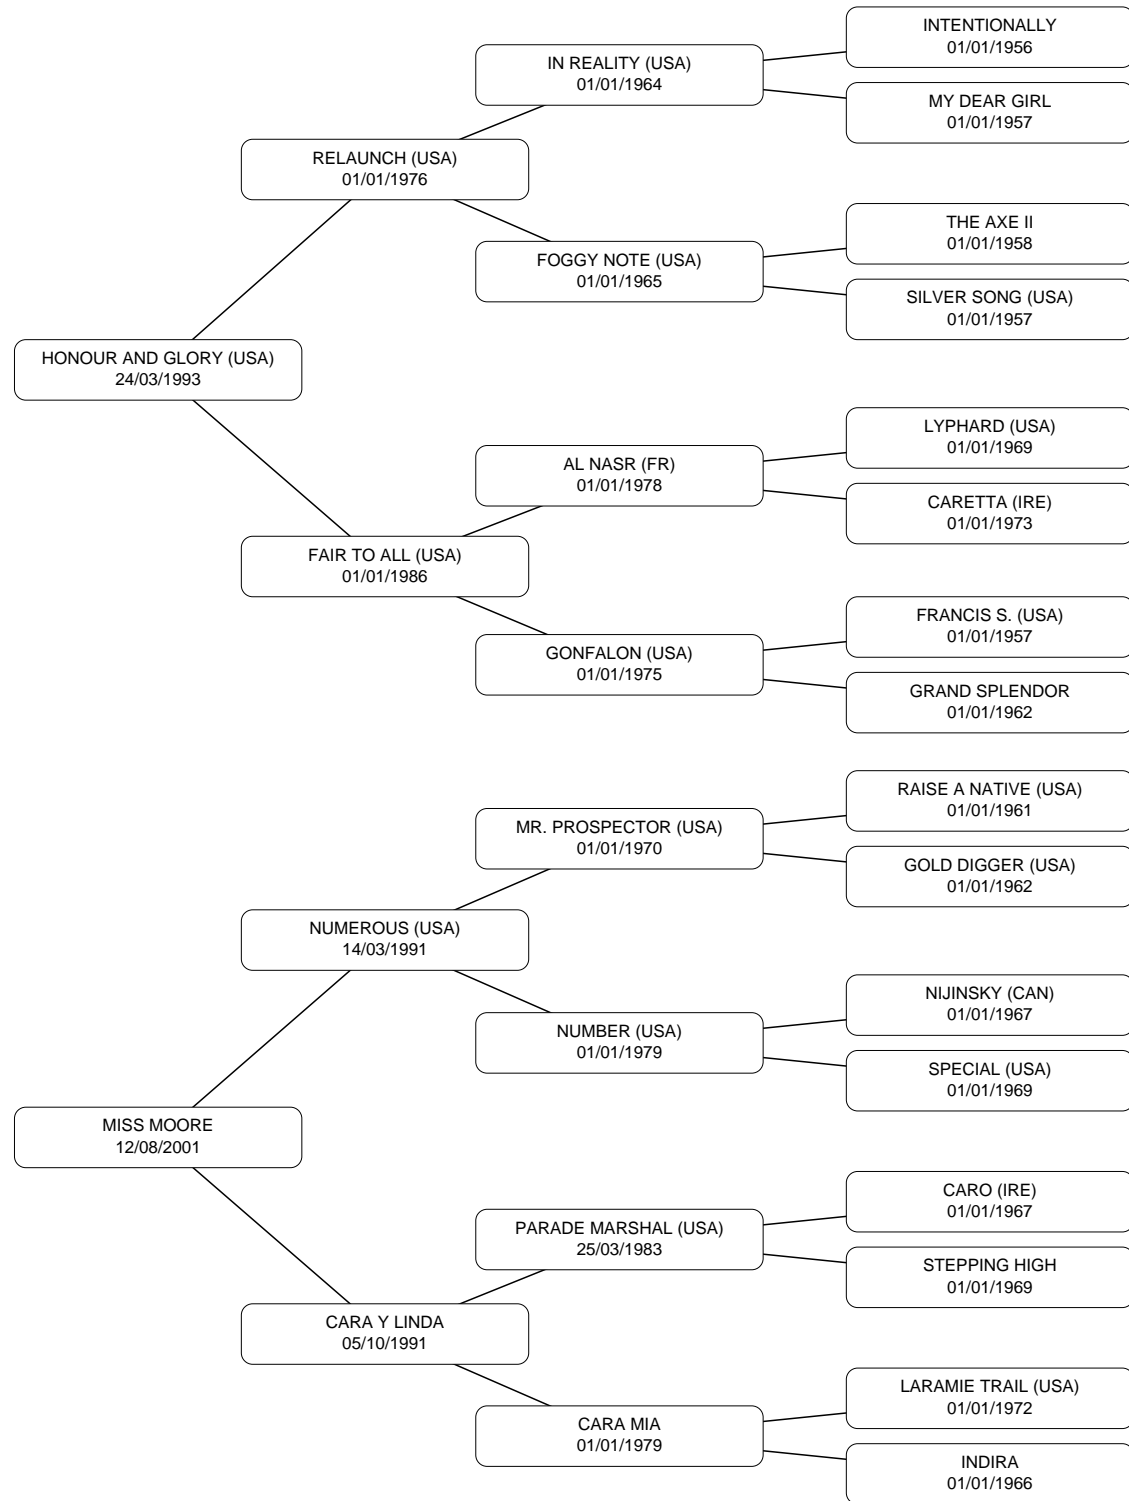 INTENTIONALLY
01/01/1956
IN REALITY (USA)
01/01/1964
MY DEAR GIRL
01/01/1957
RELAUNCH (USA)
01/01/1976
THE AXE II
01/01/1958
FOGGY NOTE (USA)
01/01/1965
SILVER SONG (USA)
01/01/1957
HONOUR AND GLORY (USA)
24/03/1993
LYPHARD (USA)
01/01/1969
AL NASR (FR)
01/01/1978
CARETTA (IRE)
01/01/1973
FAIR TO ALL (USA)
01/01/1986
FRANCIS S. (USA)
01/01/1957
GONFALON (USA)
01/01/1975
GRAND SPLENDOR
01/01/1962
RAISE A NATIVE (USA)
01/01/1961
MR. PROSPECTOR (USA)
01/01/1970
GOLD DIGGER (USA)
01/01/1962
NUMEROUS (USA)
14/03/1991
NIJINSKY (CAN)
01/01/1967
NUMBER (USA)
01/01/1979
SPECIAL (USA)
01/01/1969
MISS MOORE
12/08/2001
CARO (IRE)
01/01/1967
PARADE MARSHAL (USA)
25/03/1983
STEPPING HIGH
01/01/1969
CARA Y LINDA
05/10/1991
LARAMIE TRAIL (USA)
01/01/1972
CARA MIA
01/01/1979
INDIRA
01/01/1966